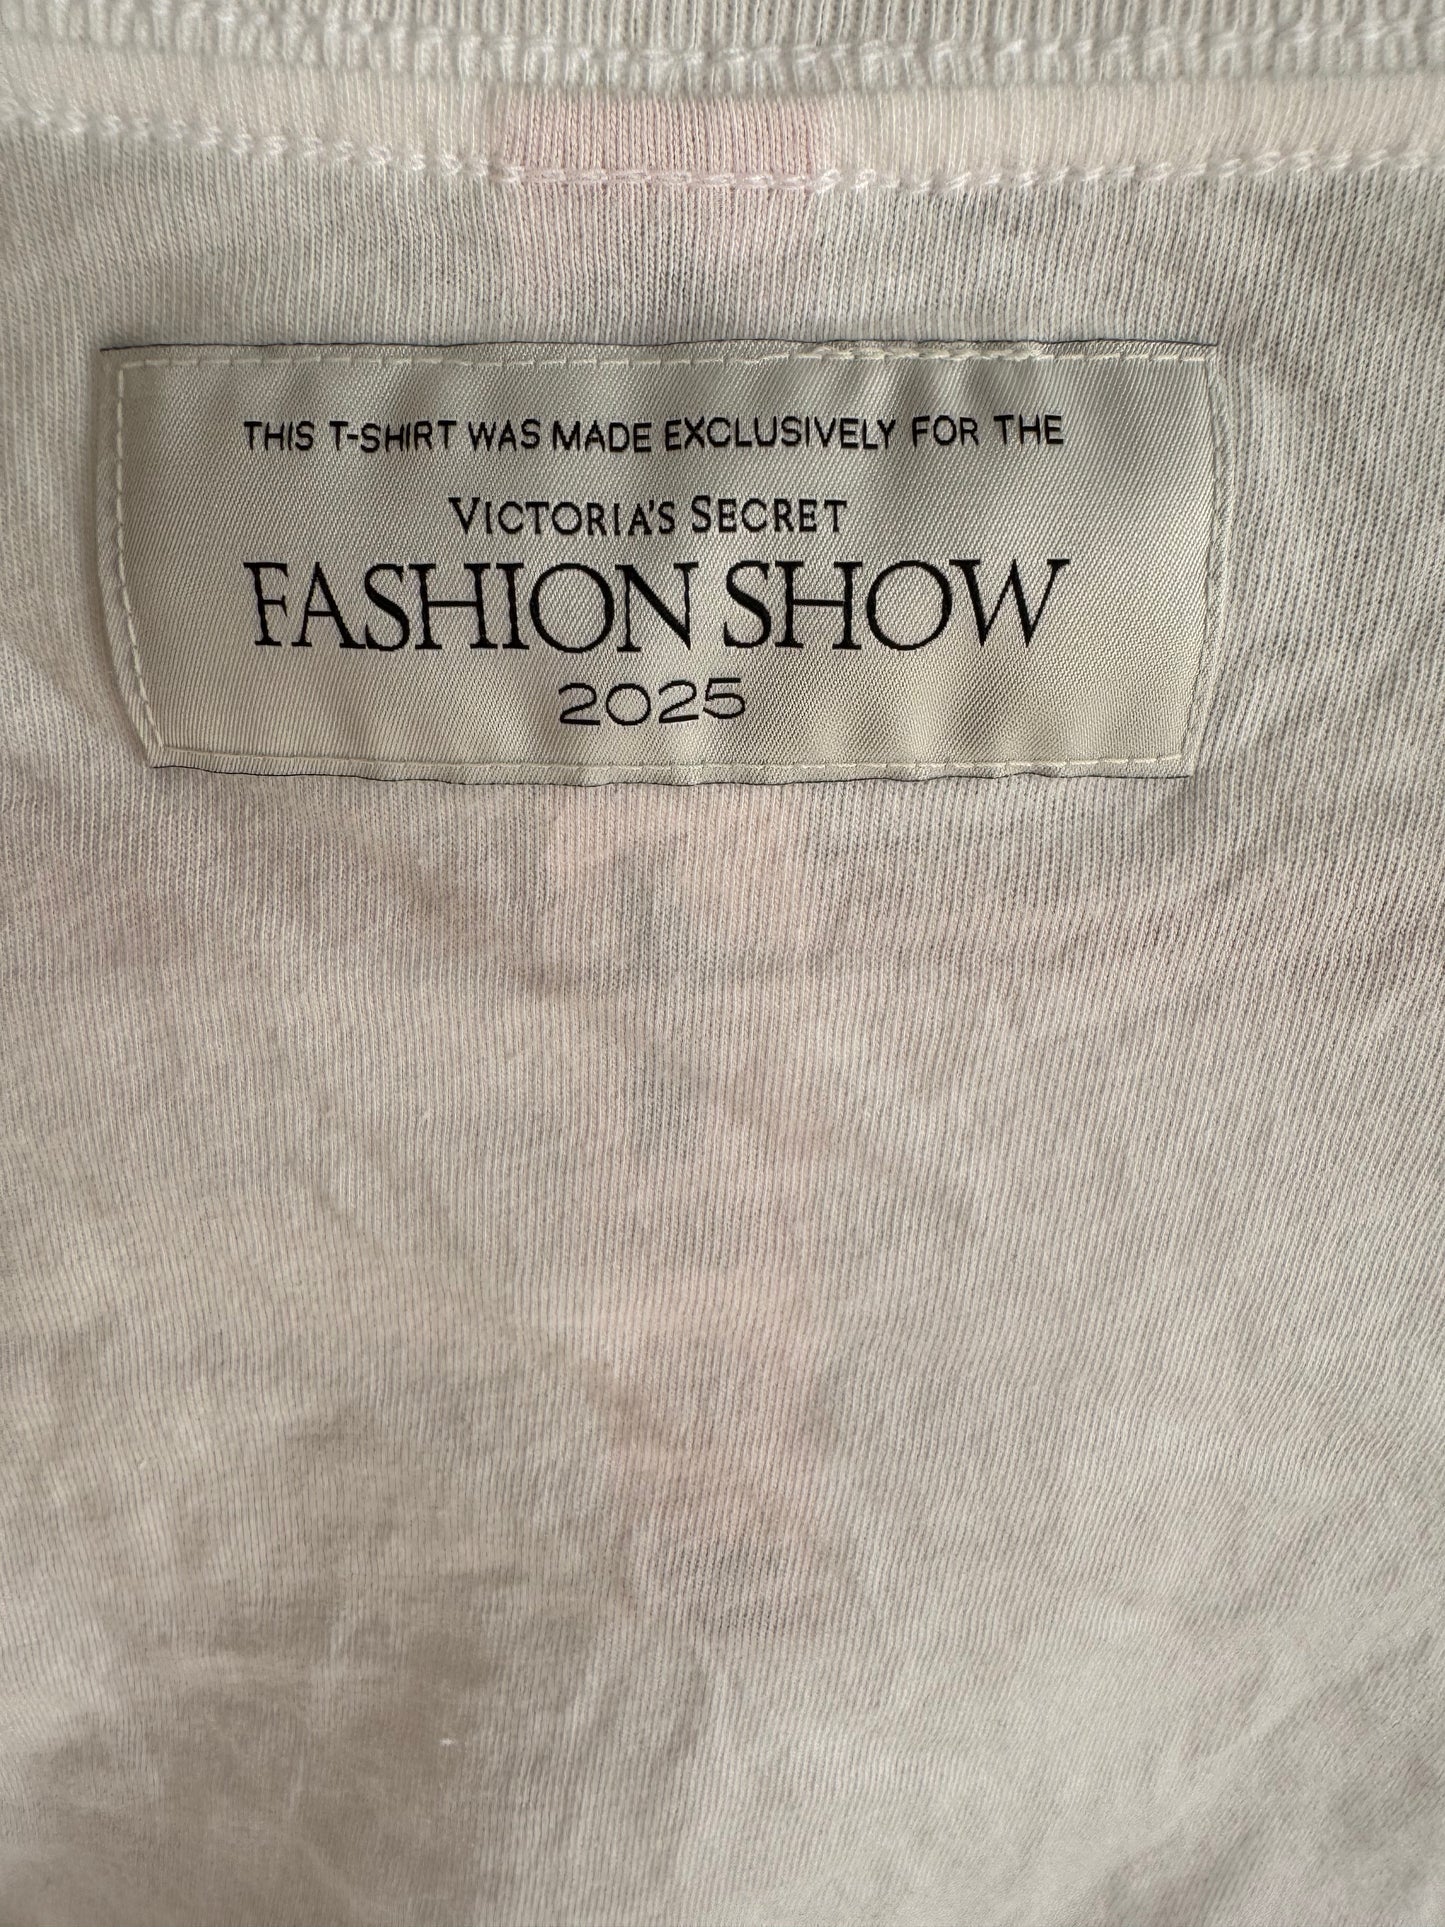 THIS T-SHIRT WAS MADE EXCLUSIVELY FOR THE
VICTORIA'S SECRET
FASHION SHOW
2025